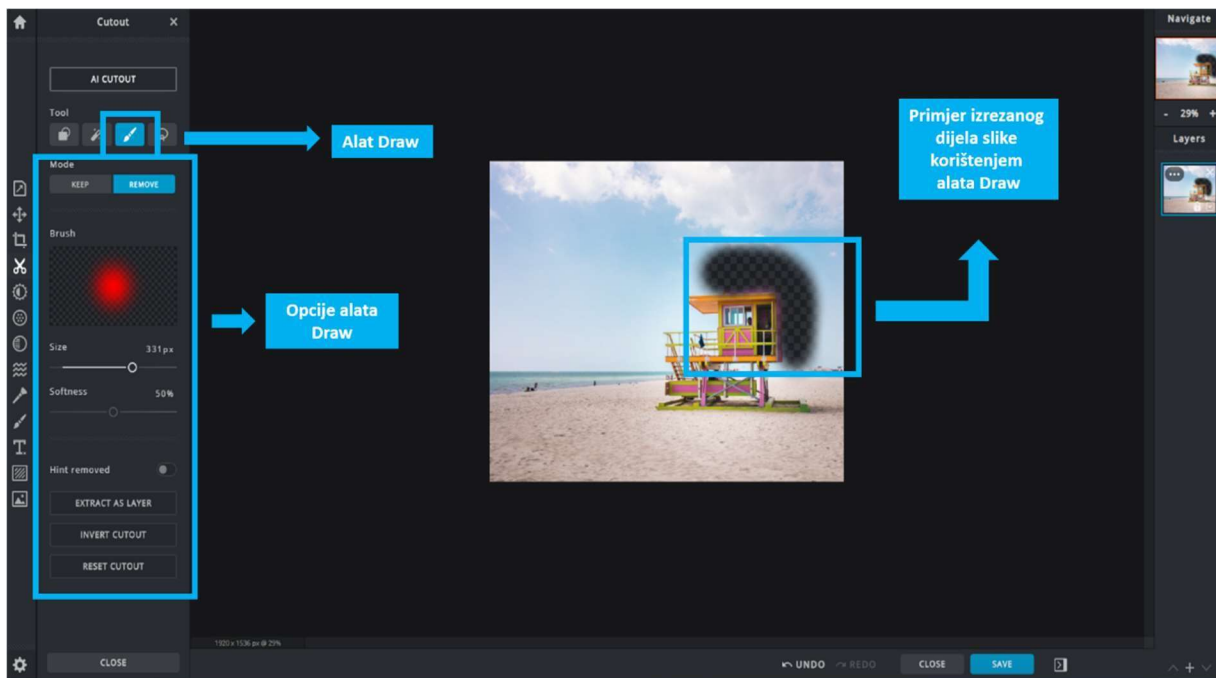 Cutout X
AI CUTOUT
Tool
Mode
KEEP REMOVE
Brush
Size 331px
Softness 50%
Hint removed
EXTRACT AS LAYER
INVERT CUTOUT
RESET CUTOUT
CLOSE
Alat Draw
Opcije alata
Draw
Primjer izrezanog
dijela slike
korištenjem
alata Draw
1920 x 1536 px @ 29%
UNDO REDO CLOSE SAVE
Navigate
- 29% +
Layers